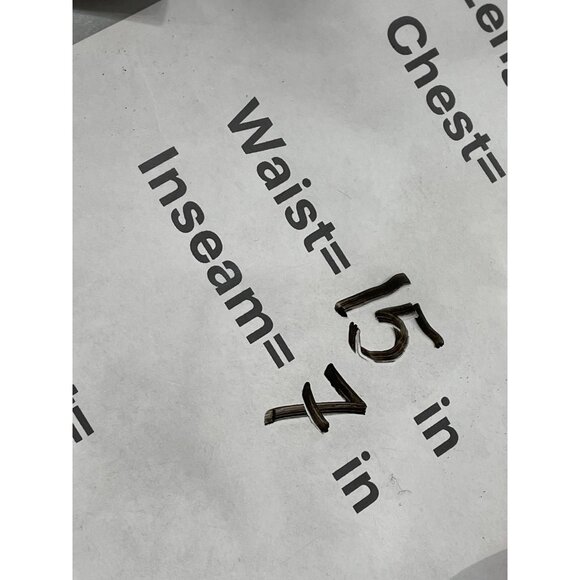 Chest=
Waist= 15 in
Inseam= 7 in